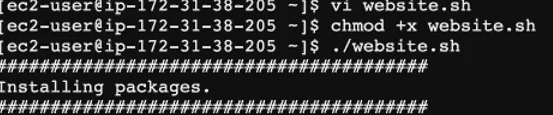 [ec2-user@ip-172-31-38-205 ~]$ vi website.sh
[ec2-user@ip-172-31-38-205 ~]$ chmod +x website.sh
[ec2-user@ip-172-31-38-205 ~]$ ./website.sh
########################################
Installing packages.
########################################